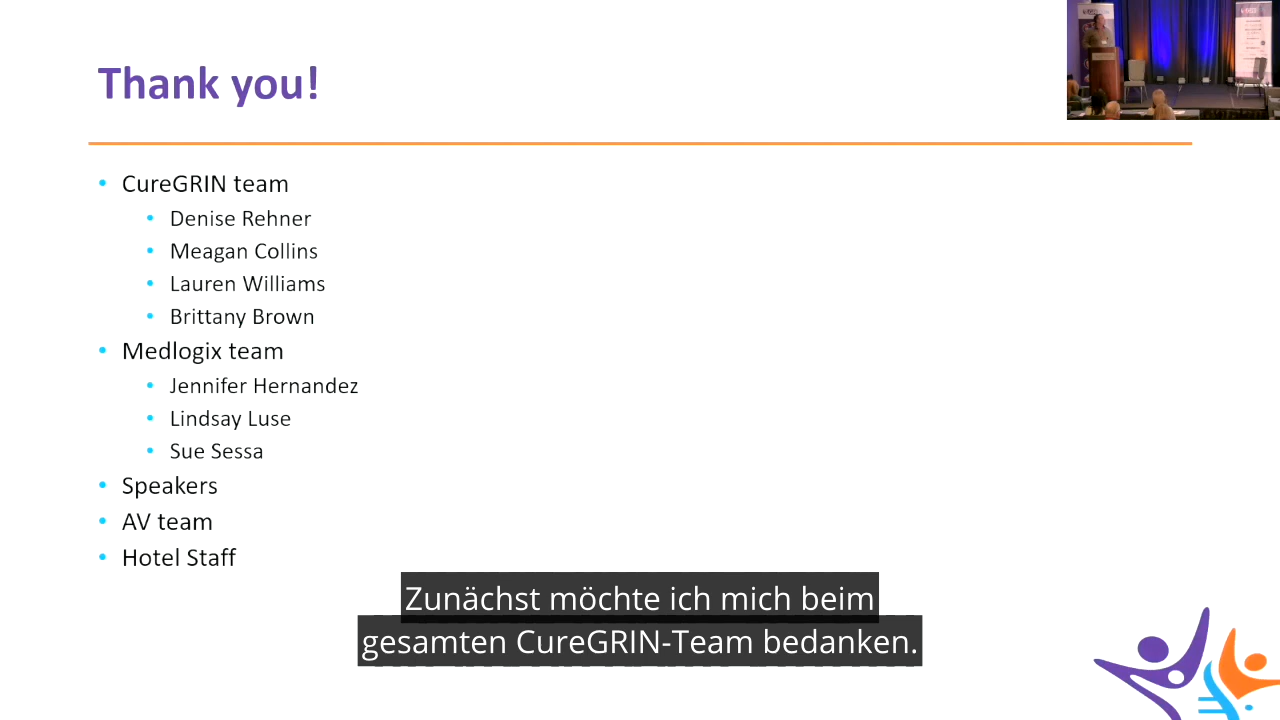 Thank you!
CureGRIN team
Denise Rehner
Meagan Collins
Lauren Williams
Brittany Brown
Medlogix team
Jennifer Hernandez
Lindsay Luse
Sue Sessa
Speakers
AV team
Hotel Staff
Zunächst möchte ich mich beim
gesamten CureGRIN-Team bedanken.